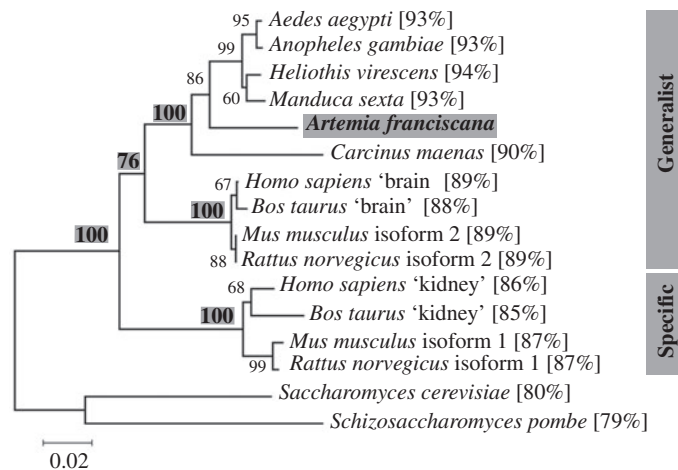 95 Aedes aegypti [93%]
99 Anopheles gambiae [93%]
86 Heliothis virescens [94%]
60 Manduca sexta [93%]
100 Artemia franciscana
Carcinus maenas [90%]
76
67 Homo sapiens ‘brain [89%]
100 Bos taurus ‘brain’ [88%]
Mus musculus isoform 2 [89%]
88 Rattus norvegicus isoform 2 [89%]
100
68 Homo sapiens ‘kidney’ [86%]
100 Bos taurus ‘kidney’ [85%]
Mus musculus isoform 1 [87%]
99 Rattus norvegicus isoform 1 [87%]
Saccharomyces cerevisiae [80%]
Schizosaccharomyces pombe [79%]
0.02
Generalist
Specific